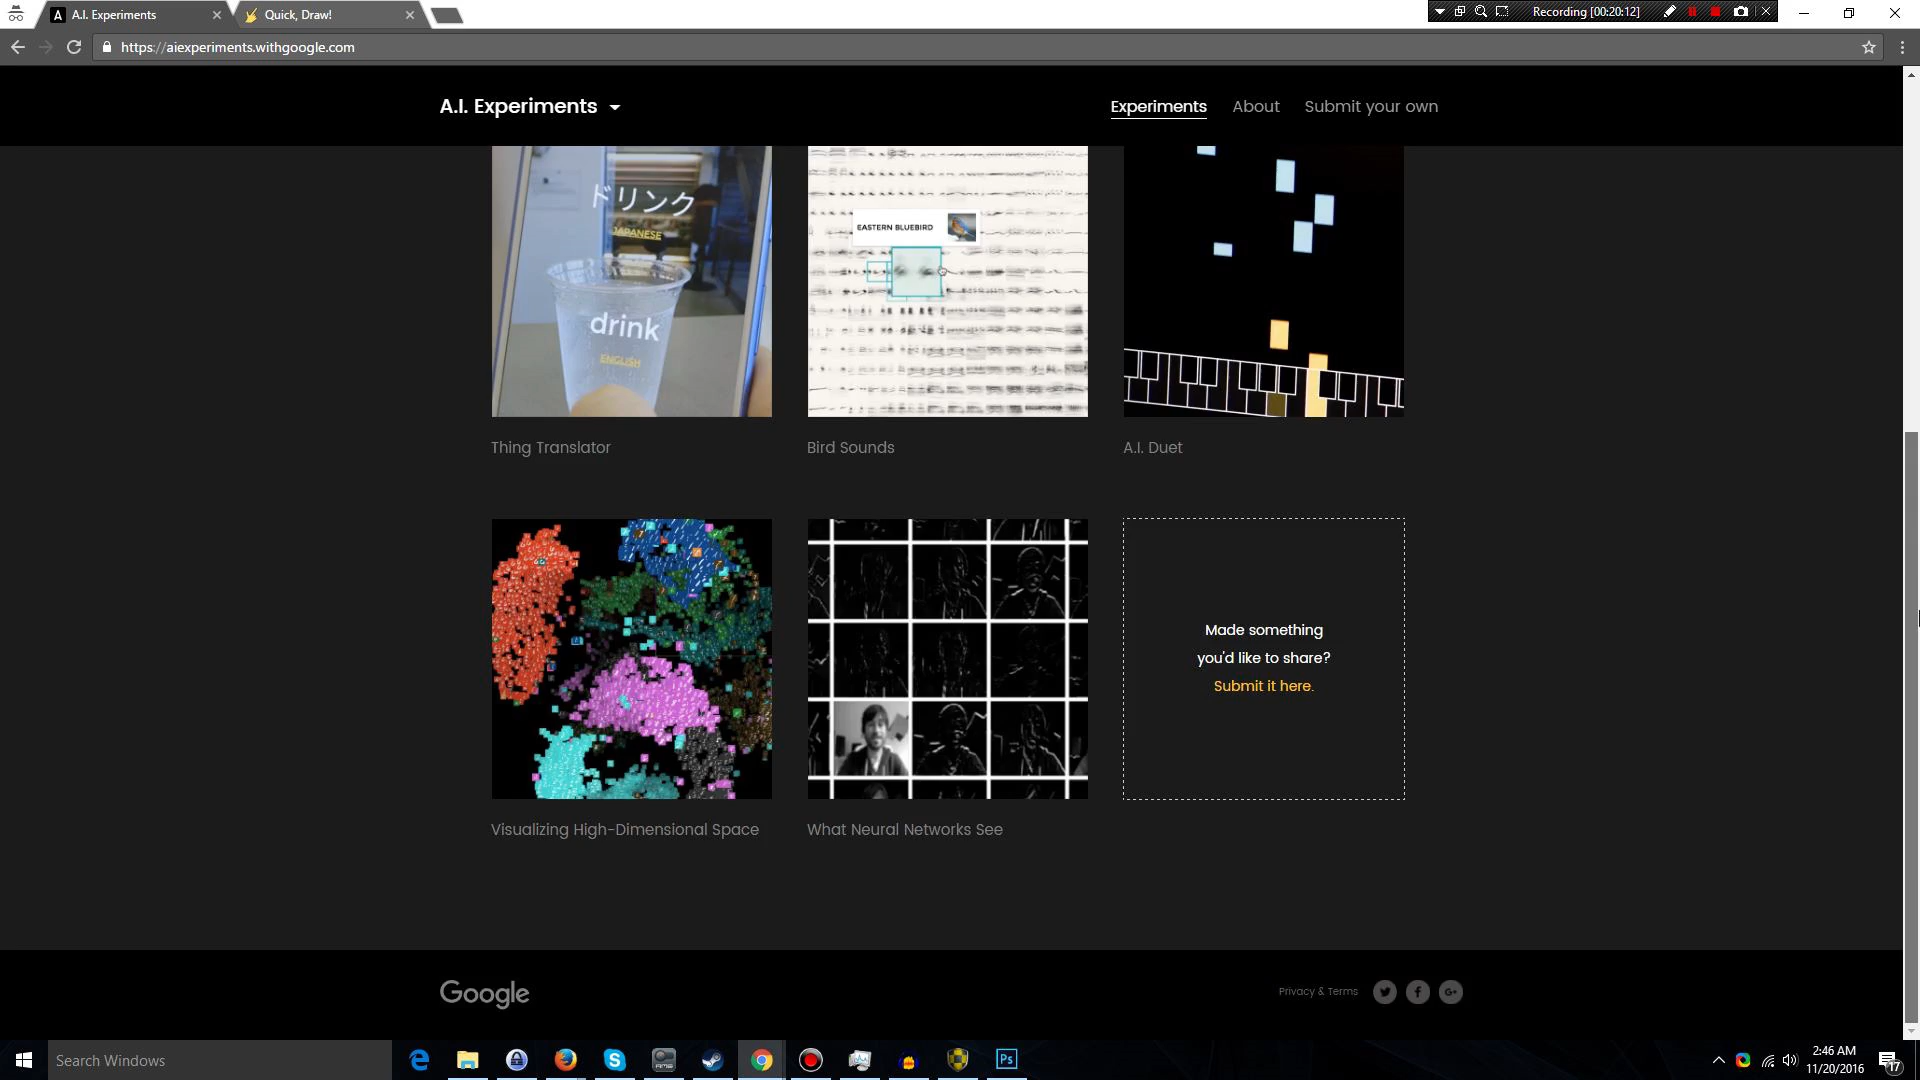 A.I. Experiments
Quick, Draw!
Recording [00:20:12]
https://aiexperiments.withgoogle.com
A.I. Experiments
Experiments
About
Submit your own
ドリンク
JAPANESE
drink
ENGLISH
EASTERN BLUEBIRD
Thing Translator
Bird Sounds
A.I. Duet
Made something
you'd like to share?
Submit it here.
Visualizing High-Dimensional Space
What Neural Networks See
Google
Privacy & Terms
Search Windows
Ps
2:46 AM
11/20/2016
17